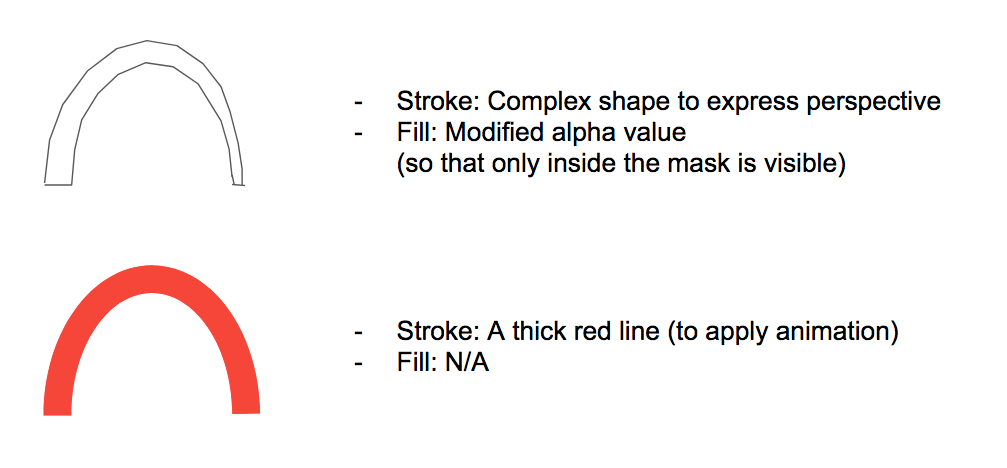 - Stroke: Complex shape to express perspective
- Fill: Modified alpha value
(so that only inside the mask is visible)
- Stroke: A thick red line (to apply animation)
- Fill: N/A